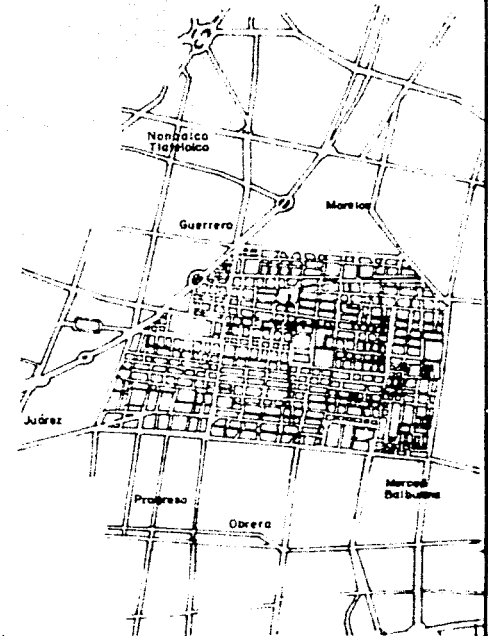 Nonoalco
Tlatelolco
Morelos
Guerrero
Juárez
Merced
Balbuena
Progreso
Obrera